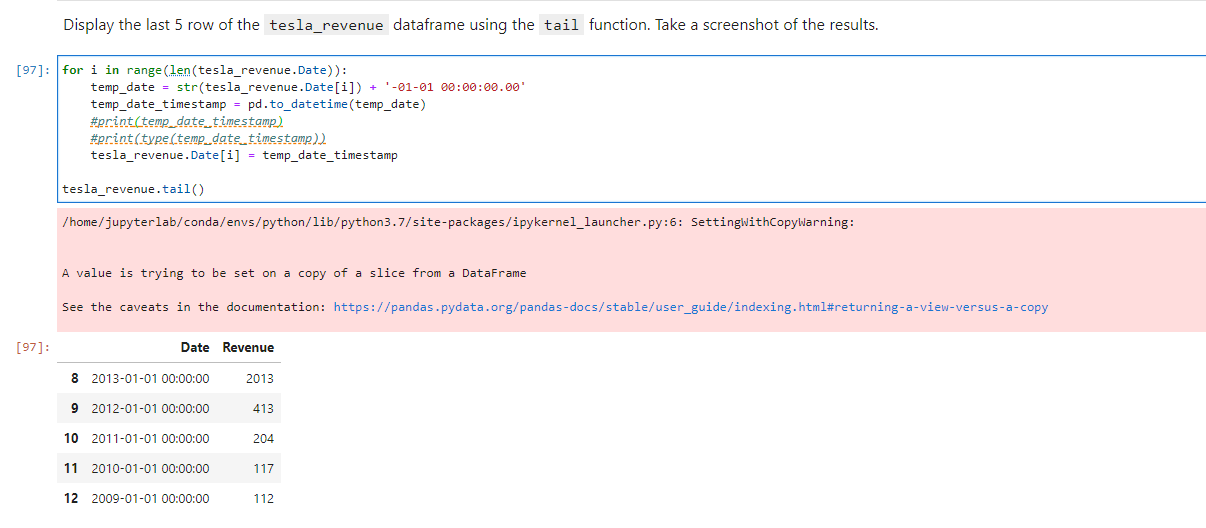 Display the last 5 row of the tesla_revenue dataframe using the tail function. Take a screenshot of the results.
[97]:
for i in range(len(tesla_revenue.Date)):
    temp_date = str(tesla_revenue.Date[i]) + '-01-01 00:00:00.00'
    temp_date_timestamp = pd.to_datetime(temp_date)
    #print(temp_date_timestamp)
    #print(type(temp_date_timestamp))
    tesla_revenue.Date[i] = temp_date_timestamp
tesla_revenue.tail()
/home/jupyterlab/conda/envs/python/lib/python3.7/site-packages/ipykernel_launcher.py:6: SettingWithCopyWarning:
A value is trying to be set on a copy of a slice from a DataFrame
See the caveats in the documentation: https://pandas.pydata.org/pandas-docs/stable/user_guide/indexing.html#returning-a-view-versus-a-copy
[97]:
Date Revenue
8 2013-01-01 00:00:00 2013
9 2012-01-01 00:00:00 413
10 2011-01-01 00:00:00 204
11 2010-01-01 00:00:00 117
12 2009-01-01 00:00:00 112